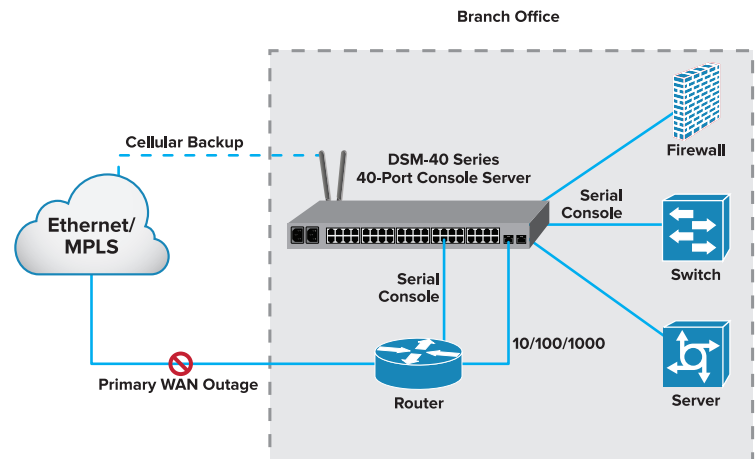 Branch Office
Cellular Backup
DSM-40 Series
40-Port Console Server
Firewall
Ethernet/
MPLS
Serial
Console
Switch
Serial
Console
10/100/1000
Primary WAN Outage
Router
Server